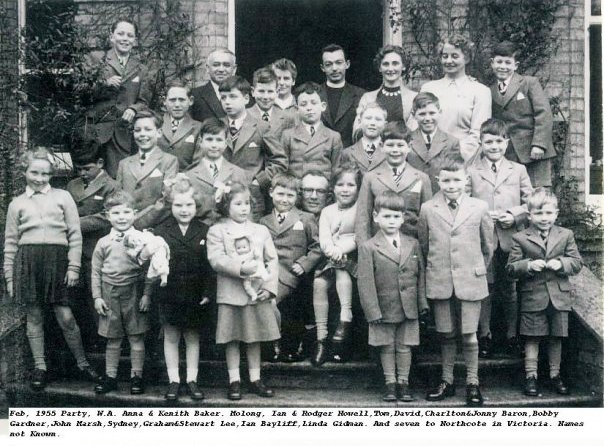 Feb, 1955 Party, W.A. Anna & Kenith Baker. Molong, Ian & Rodger Howell,Tom,David,Charlton&Jonny Baron,Bobby
Gardner,John Marsh,Sydney,Graham&Stewart Lee,Ian Bayliff,Linda Gidman. And seven to Northcote in Victoria. Names
not Known.